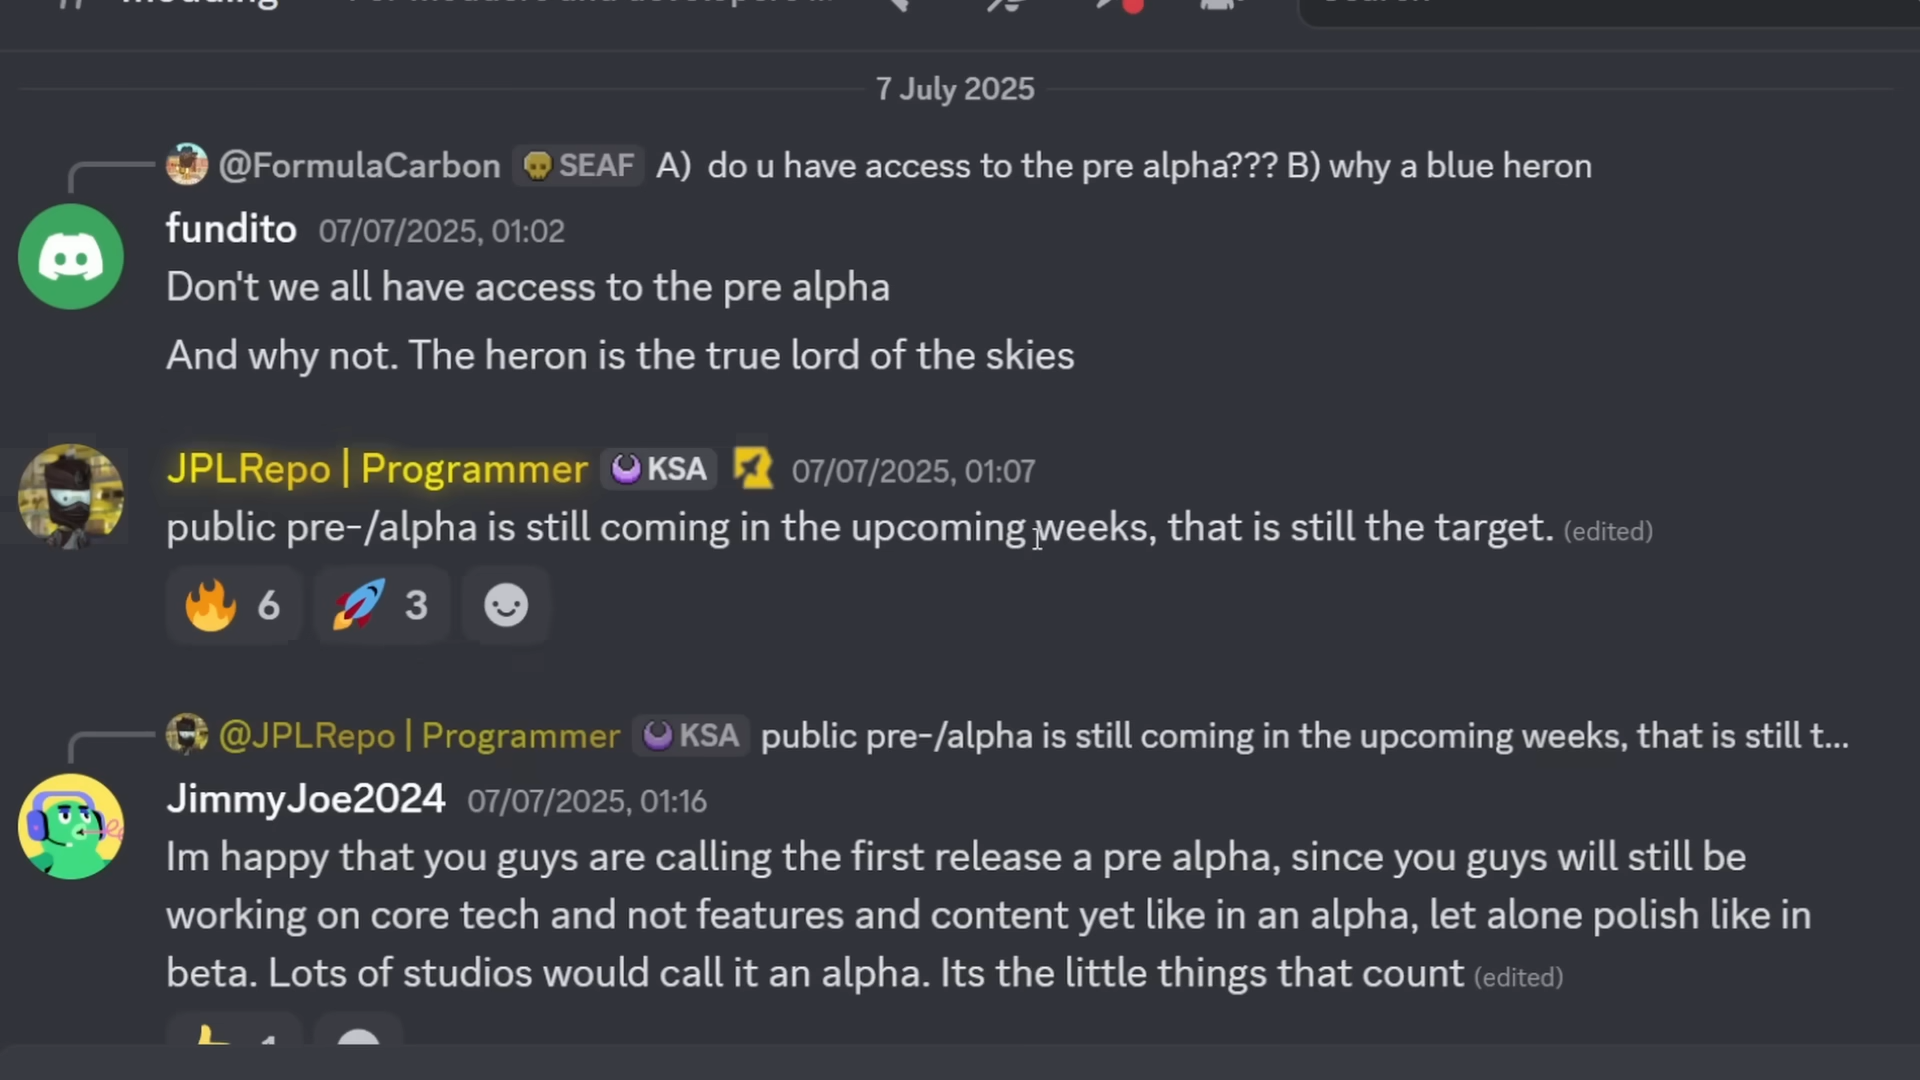 modding
7 July 2025
@FormulaCarbon SEAF A) do u have access to the pre alpha??? B) why a blue heron
fundito 07/07/2025, 01:02
Don't we all have access to the pre alpha
And why not. The heron is the true lord of the skies
JPLRepo | Programmer KSA 07/07/2025, 01:07
public pre-/alpha is still coming in the upcoming weeks, that is still the target. (edited)
6 3
@JPLRepo | Programmer KSA public pre-/alpha is still coming in the upcoming weeks, that is still t...
JimmyJoe2024 07/07/2025, 01:16
Im happy that you guys are calling the first release a pre alpha, since you guys will still be
working on core tech and not features and content yet like in an alpha, let alone polish like in
beta. Lots of studios would call it an alpha. Its the little things that count (edited)